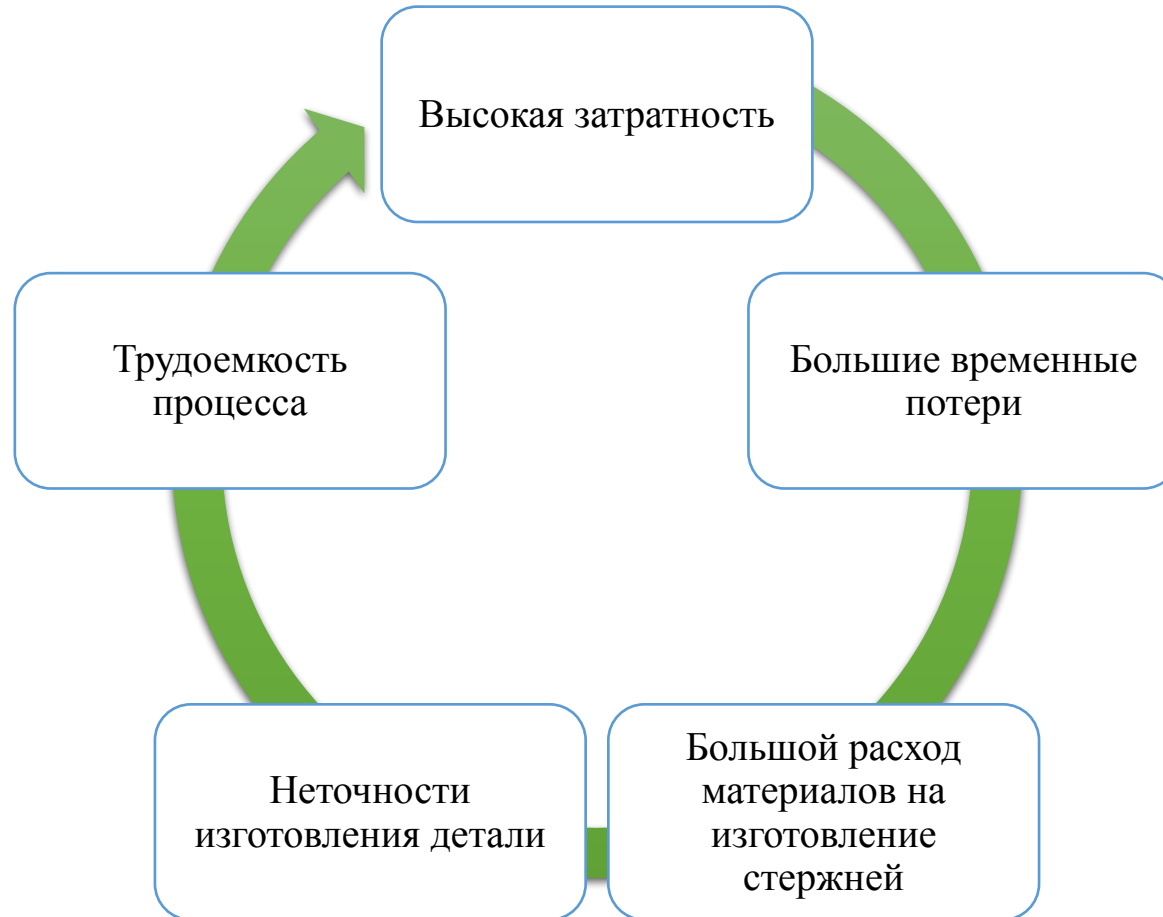 Высокая затратность
Большие временные
потери
Большой расход
материалов на
изготовление
стержней
Неточности
изготовления детали
Трудоемкость
процесса